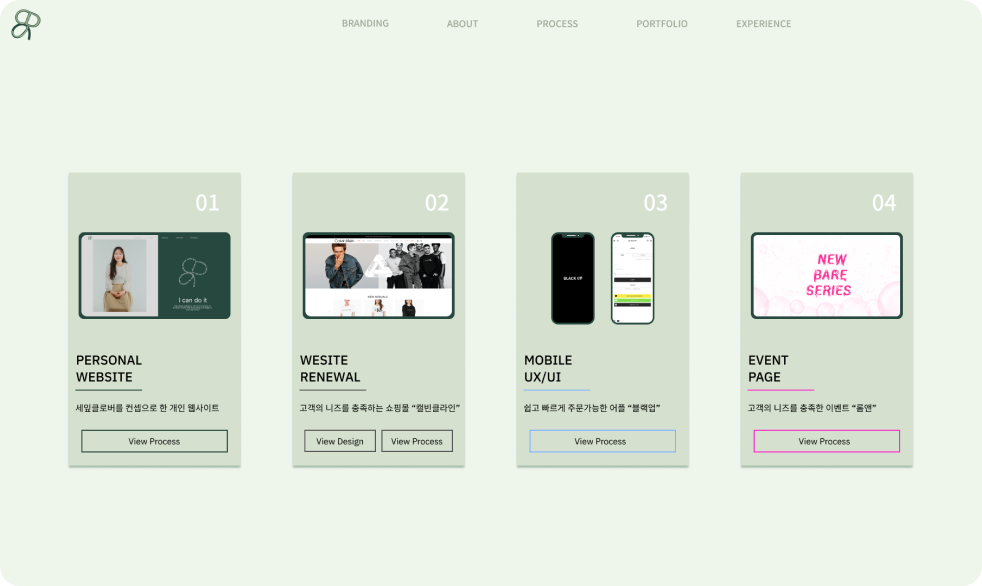 BRANDING
ABOUT
PROCESS
PORTFOLIO
EXPERIENCE
01
I can do it
PERSONAL
WEBSITE
세잎클로버를 컨셉으로 한 개인 웹사이트
View Process
02
WESITE
RENEWAL
고객의 니즈를 충족하는 쇼핑몰 “캘빈클라인”
View Design
View Process
03
BLACK UP
MOBILE
UX/UI
쉽고 빠르게 주문가능한 어플 “블랙업”
View Process
04
NEW
BARE
SERIES
EVENT
PAGE
고객의 니즈를 충족한 이벤트 “롬앤”
View Process